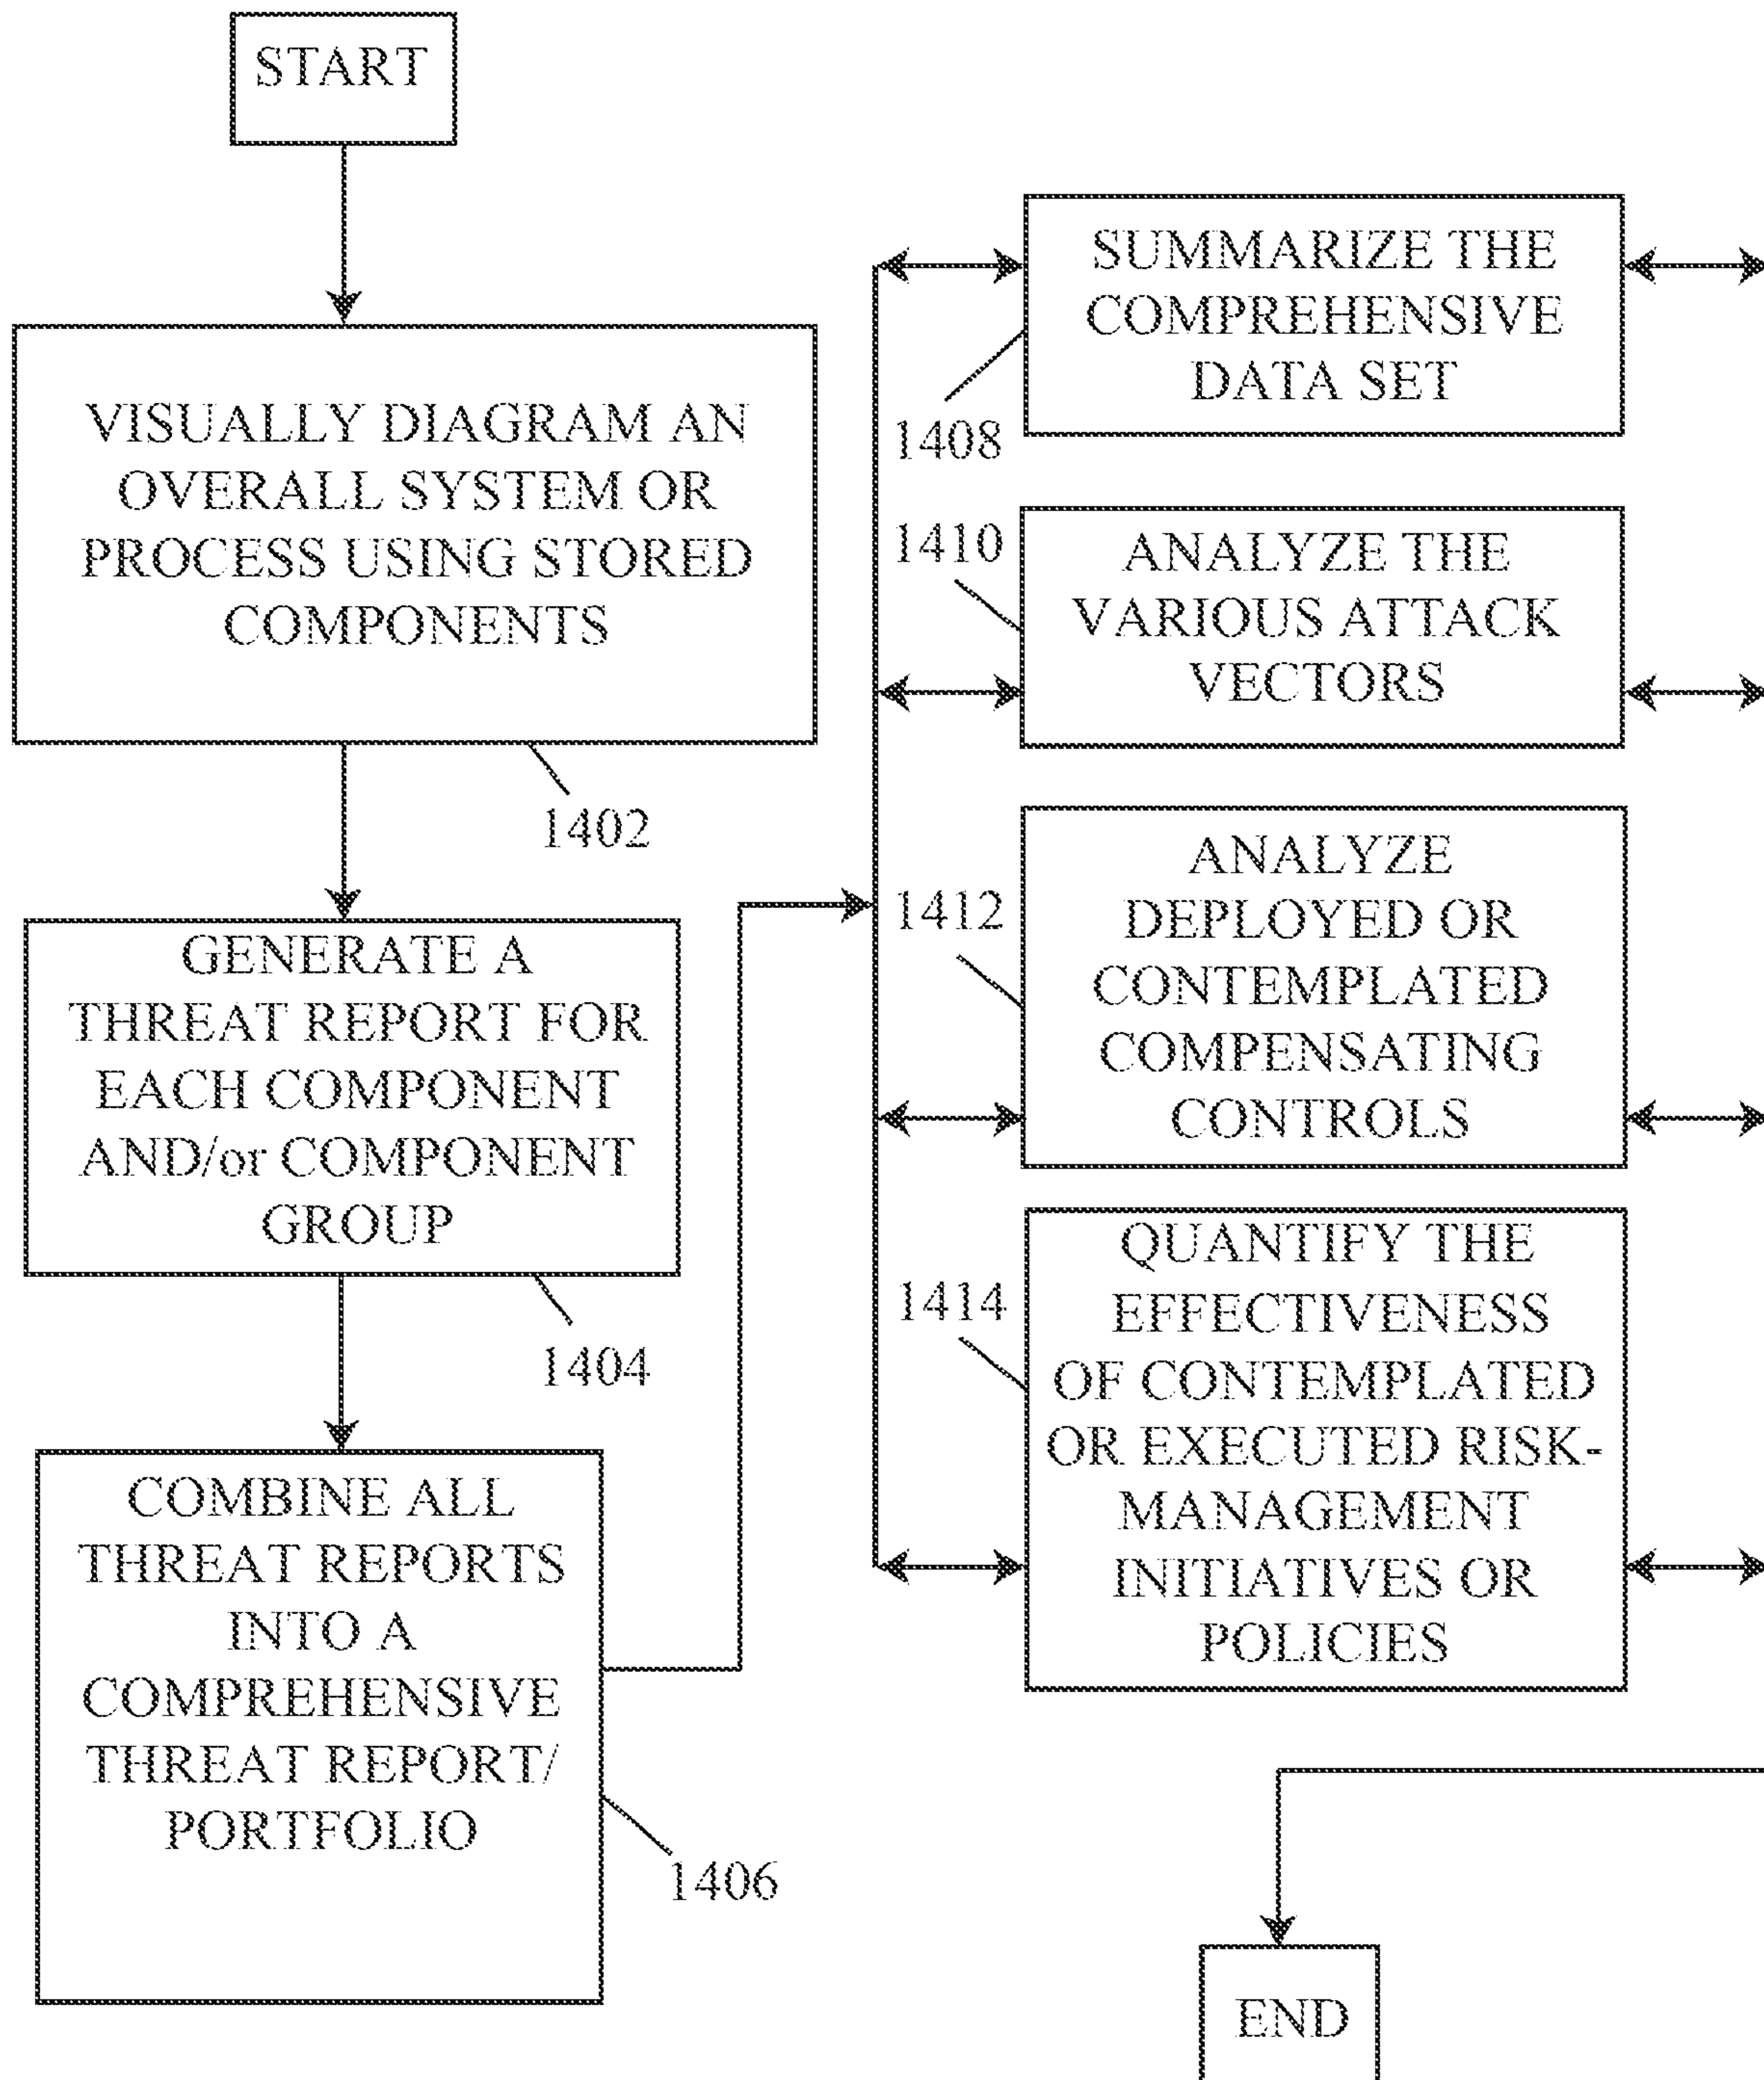 START
VISUALLY DIAGRAM AN
OVERALL SYSTEM OR
PROCESS USING STORED
COMPONENTS
1402
GENERATE A
THREAT REPORT FOR
EACH COMPONENT
AND/or COMPONENT
GROUP
1404
COMBINE ALL
THREAT REPORTS
INTO A
COMPREHENSIVE
THREAT REPORT/
PORTFOLIO
1406
SUMMARIZE THE
COMPREHENSIVE
DATA SET
1408
1410
ANALYZE THE
VARIOUS ATTACK
VECTORS
1412
ANALYZE
DEPLOYED OR
CONTEMPLATED
COMPENSATING
CONTROLS
1414
QUANTIFY THE
EFFECTIVENESS
OF CONTEMPLATED
OR EXECUTED RISK-
MANAGEMENT
INITIATIVES OR
POLICIES
END